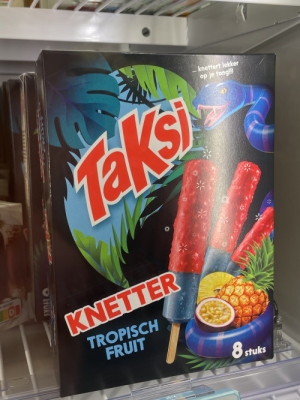 ... knettert lekker
op je tong!!!
Taksi
KNETTER
TROPISCH
FRUIT
8 stuks